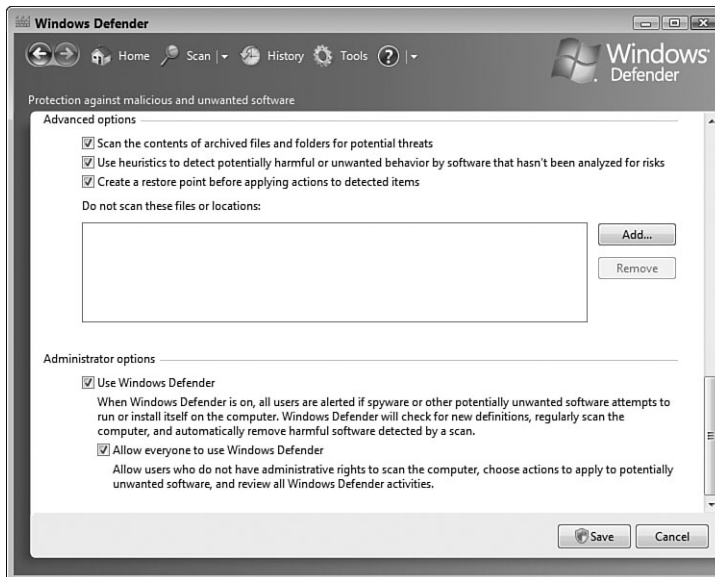 Windows Defender
Home Scan History Tools ?
Windows
Defender
Protection against malicious and unwanted software
Advanced options
Scan the contents of archived files and folders for potential threats
Use heuristics to detect potentially harmful or unwanted behavior by software that hasn't been analyzed for risks
Create a restore point before applying actions to detected items
Do not scan these files or locations:
Add...
Remove
Administrator options
Use Windows Defender
When Windows Defender is on, all users are alerted if spyware or other potentially unwanted software attempts to
run or install itself on the computer. Windows Defender will check for new definitions, regularly scan the
computer, and automatically remove harmful software detected by a scan.
Allow everyone to use Windows Defender
Allow users who do not have administrative rights to scan the computer, choose actions to apply to potentially
unwanted software, and review all Windows Defender activities.
Save Cancel